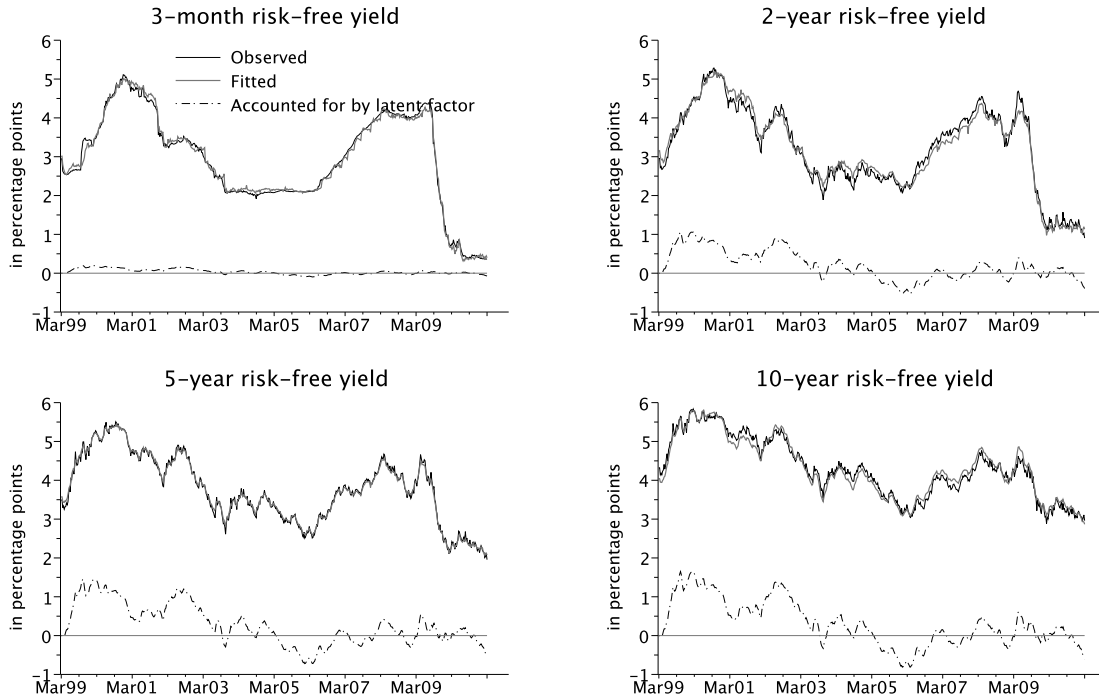 3-month risk-free yield
in percentage points
6
5
4
3
2
1
0
-1
Observed
Fitted
Accounted for by latent factor
Mar99 Mar01 Mar03 Mar05 Mar07 Mar09
2-year risk-free yield
in percentage points
6
5
4
3
2
1
0
-1
Mar99 Mar01 Mar03 Mar05 Mar07 Mar09
5-year risk-free yield
in percentage points
6
5
4
3
2
1
0
-1
Mar99 Mar01 Mar03 Mar05 Mar07 Mar09
10-year risk-free yield
in percentage points
6
5
4
3
2
1
0
-1
Mar99 Mar01 Mar03 Mar05 Mar07 Mar09